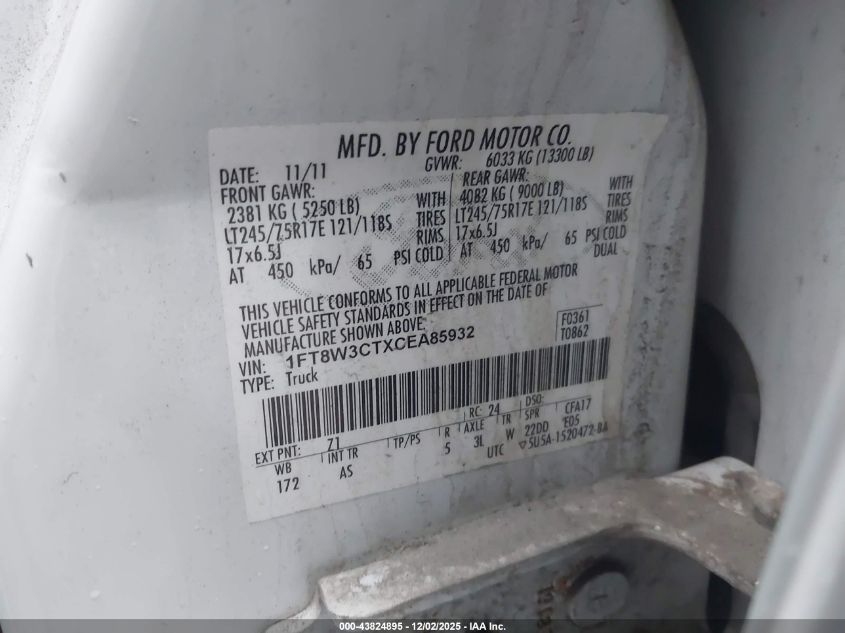 MFD. BY FORD MOTOR CO.
DATE: 11/11 GVWR: 6033 KG (13300 LB)
FRONT GAWR: REAR GAWR:
2381 KG ( 5250 LB) WITH 4082 KG ( 9000 LB) WITH
LT245/75R17E 121/118S TIRES LT245/75R17E 121/118S TIRES
17x6.5J RIMS 17x6.5J RIMS
AT 450 kPa/ 65 PSI COLD AT 450 kPa/ 65 PSI COLD
DUAL
THIS VEHICLE CONFORMS TO ALL APPLICABLE FEDERAL MOTOR
VEHICLE SAFETY STANDARDS IN EFFECT ON THE DATE OF
MANUFACTURE SHOWN ABOVE.
VIN: 1FT8W3CTXCEA85932
TYPE: Truck
F0361
T0862
EXT PNT: Z1 RC: 24 DSO:
WB INT TR TP/PS R AXLE TR SPR CFA17
172 AS 5 3L W 22DD E05
UTC ▽5U5A-1520472-BA
000-43824895 - 12/02/2025 - IAA Inc.